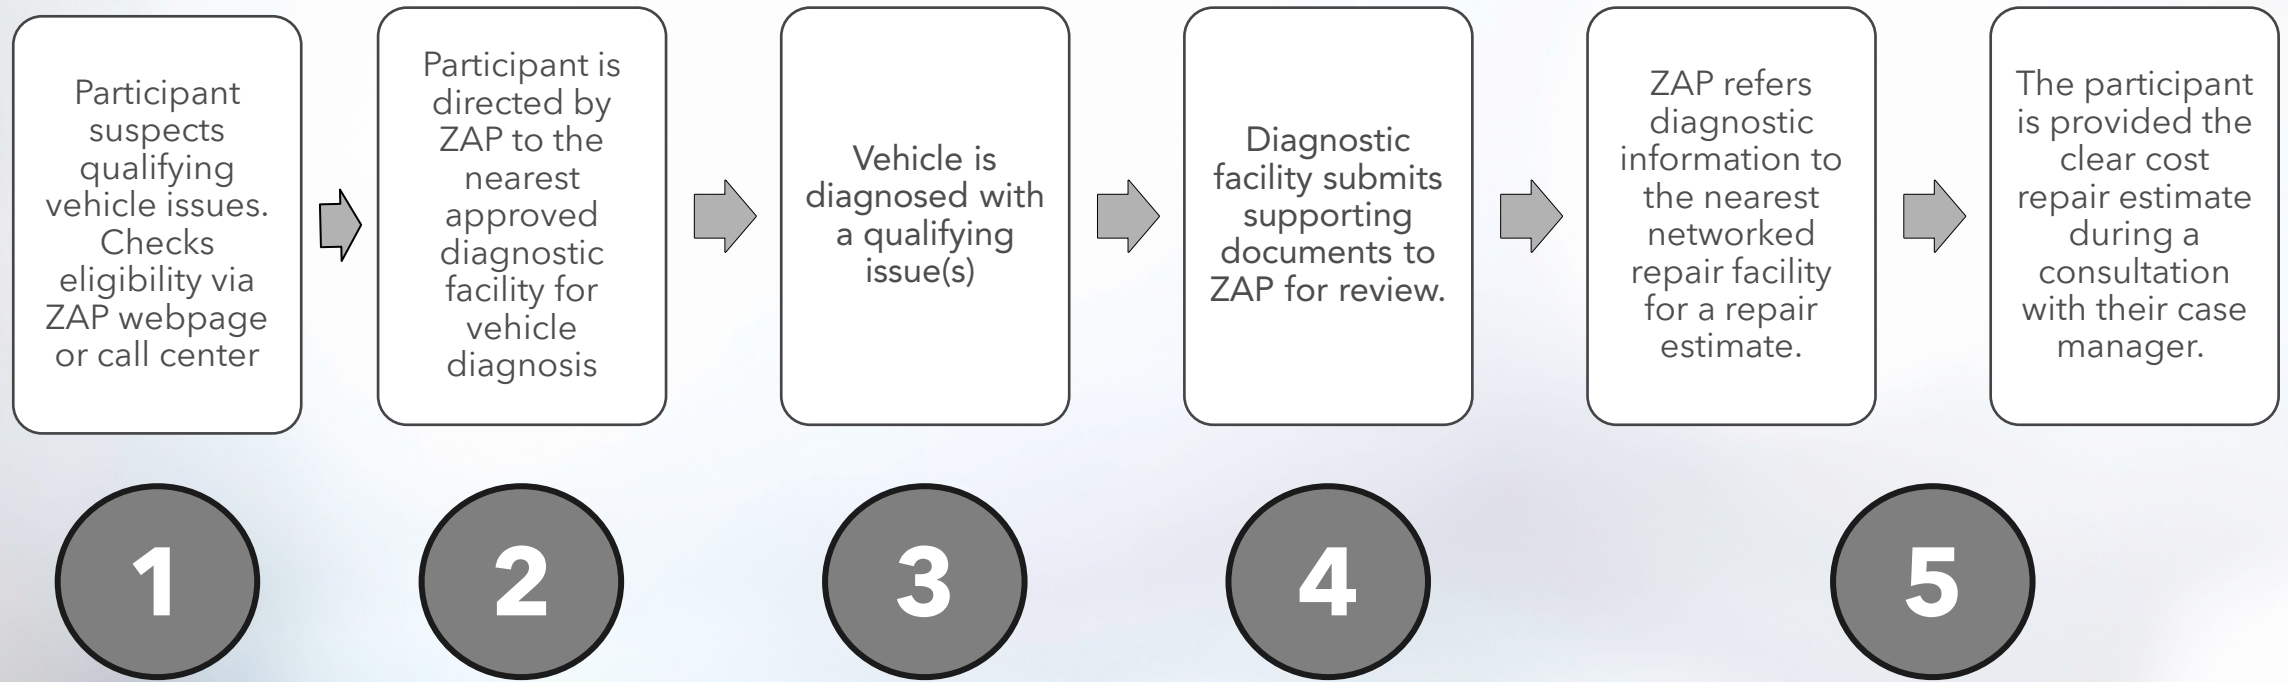 Participant
suspects
qualifying
vehicle issues.
Checks
eligibility via
ZAP webpage
or call center
Participant is
directed by
ZAP to the
nearest
approved
diagnostic
facility for
vehicle
diagnosis
Vehicle is
diagnosed with
a qualifying
issue(s)
Diagnostic
facility submits
supporting
documents to
ZAP for review.
ZAP refers
diagnostic
information to
the nearest
networked
repair facility
for a repair
estimate.
The participant
is provided the
clear cost
repair estimate
during a
consultation
with their case
manager.
1
2
3
4
5